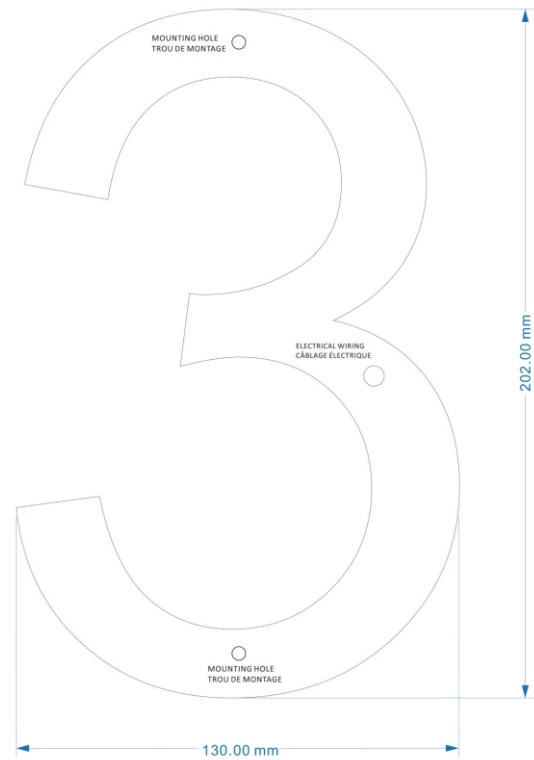 MOUNTING HOLE
TROU DE MONTAGE
ELECTRICAL WIRING
CÂBLAGE ÉLECTRIQUE
202.00 mm
MOUNTING HOLE
TROU DE MONTAGE
130.00 mm